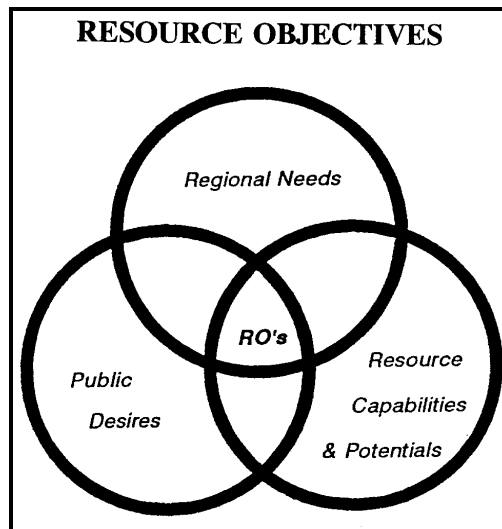 RESOURCE OBJECTIVES
Regional Needs
RO's
Public
Desires
Resource
Capabilities
& Potentials